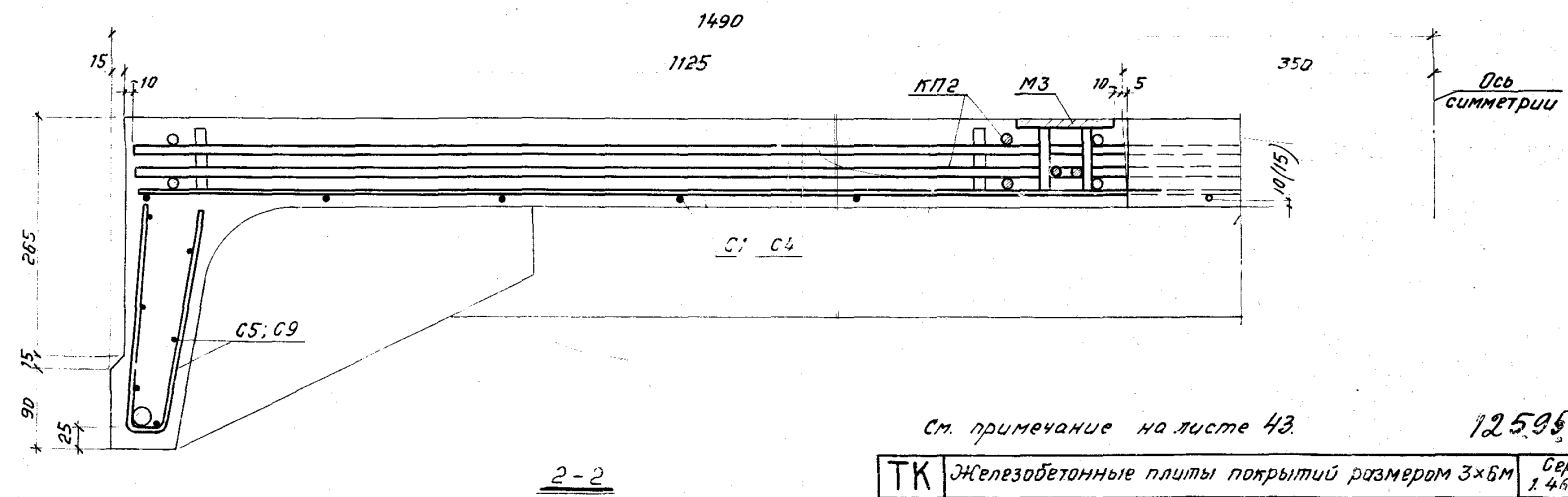 1490
15
10
1125
КП2
М3
10
5
350
Ось
симметрии
10(15)
265
С1 С4
С5; С9
15
90
25
См. примечание на листе 43.
12595
2-2
ТК
Железобетонные плиты покрытий размером 3×6м